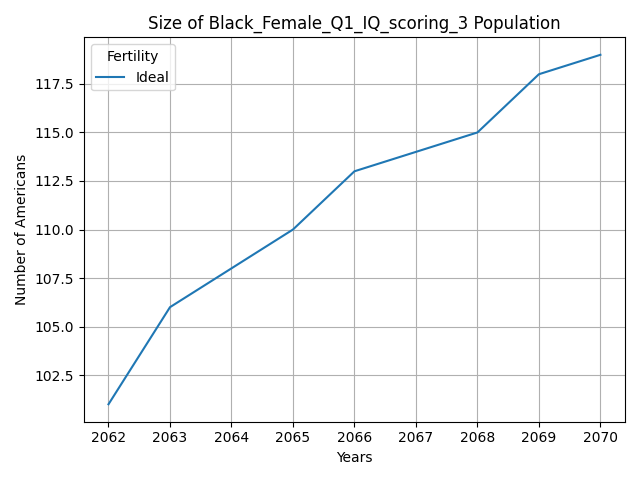 Size of Black_Female_Q1_IQ_scoring_3 Population
Fertility
Ideal
117.5
115.0
112.5
110.0
107.5
105.0
102.5
Number of Americans
2062 2063 2064 2065 2066 2067 2068 2069 2070
Years